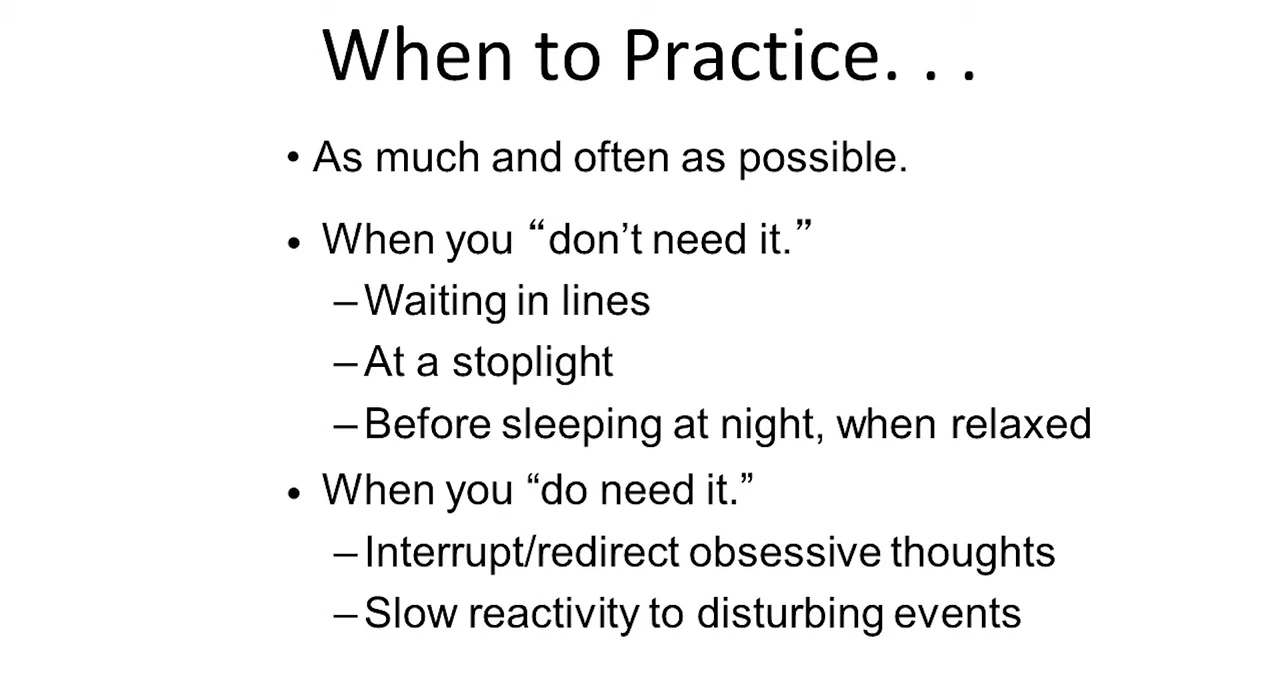 When to Practice. . .
• As much and often as possible.
• When you “don’t need it.”
– Waiting in lines
– At a stoplight
– Before sleeping at night, when relaxed
• When you “do need it.”
– Interrupt/redirect obsessive thoughts
– Slow reactivity to disturbing events